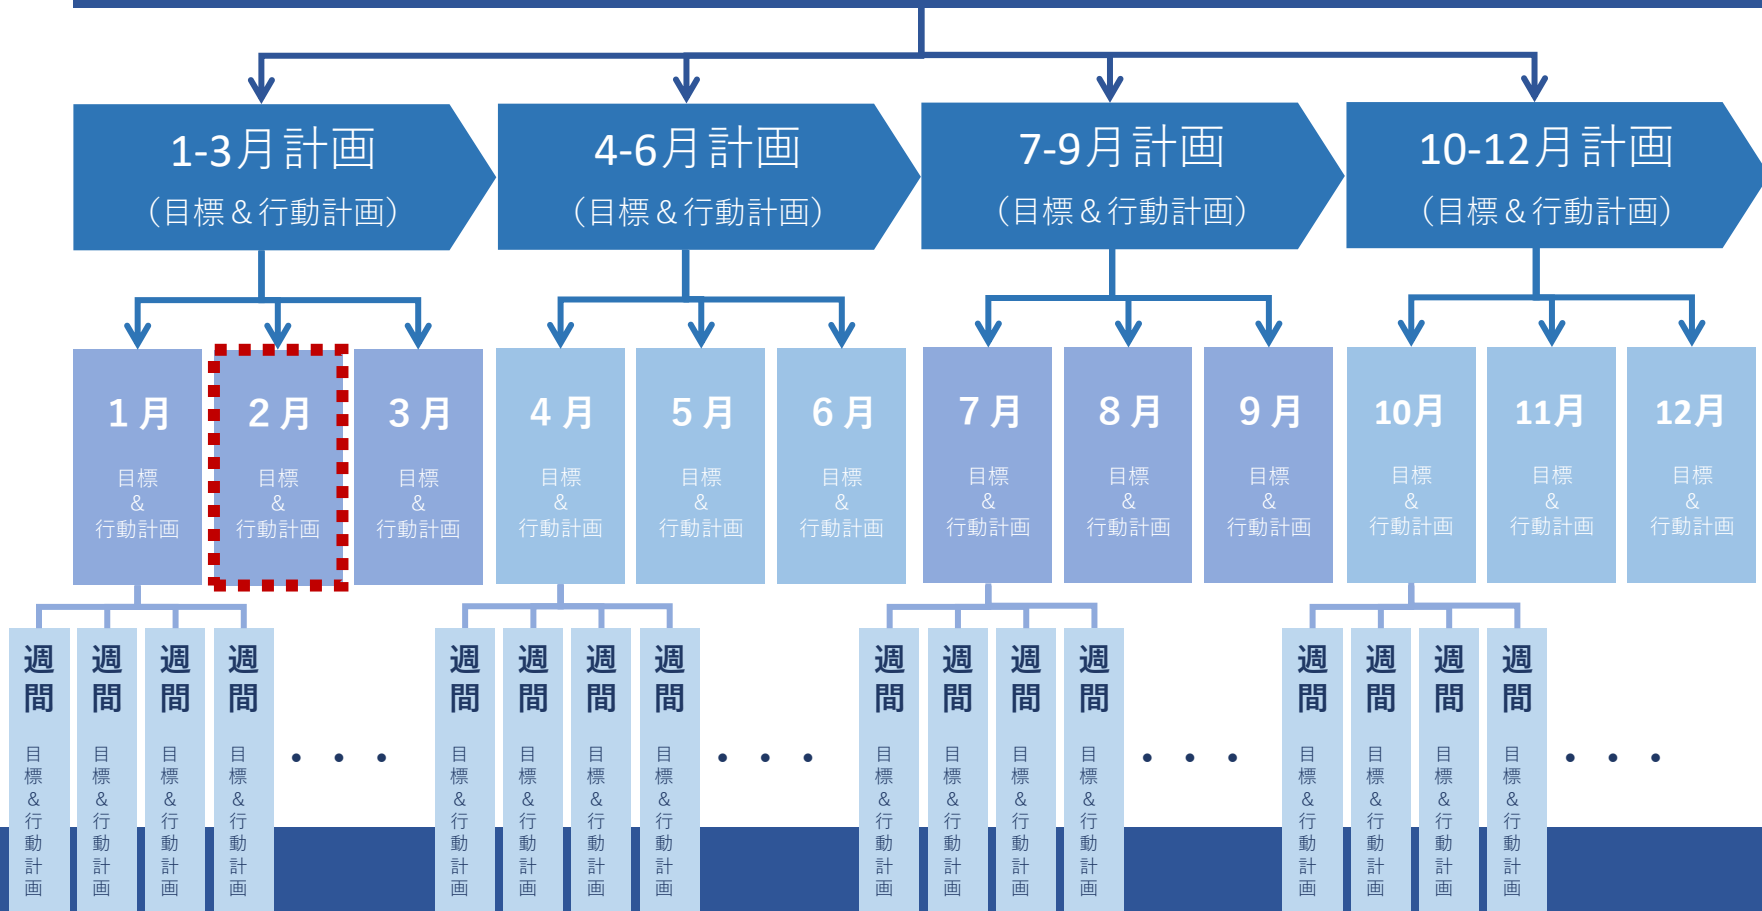 1-3月計画
（目標＆行動計画）
4-6月計画
（目標＆行動計画）
7-9月計画
（目標＆行動計画）
10-12月計画
（目標＆行動計画）
1月
目標
&
行動計画
2月
目標
&
行動計画
3月
目標
&
行動計画
4月
目標
&
行動計画
5月
目標
&
行動計画
6月
目標
&
行動計画
7月
目標
&
行動計画
8月
目標
&
行動計画
9月
目標
&
行動計画
10月
目標
&
行動計画
11月
目標
&
行動計画
12月
目標
&
行動計画
週間
目標＆行動計画
週間
目標＆行動計画
週間
目標＆行動計画
週間
目標＆行動計画
・・・
週間
目標＆行動計画
週間
目標＆行動計画
週間
目標＆行動計画
週間
目標＆行動計画
・・・
週間
目標＆行動計画
週間
目標＆行動計画
週間
目標＆行動計画
週間
目標＆行動計画
・・・
週間
目標＆行動計画
週間
目標＆行動計画
週間
目標＆行動計画
週間
目標＆行動計画
・・・